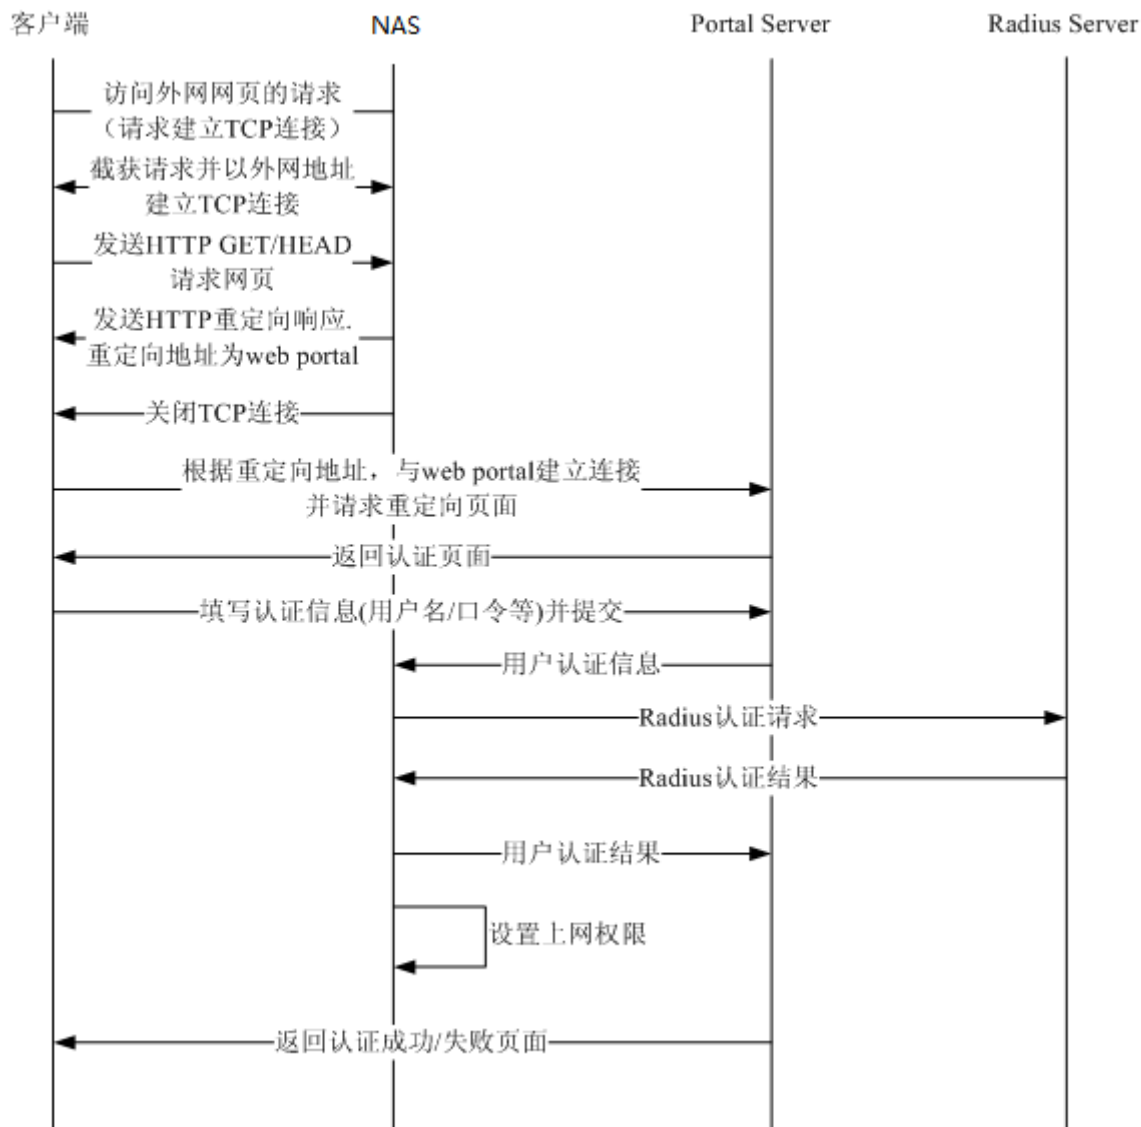 客户端
NAS
Portal Server
Radius Server
访问外网网页的请求
（请求建立TCP连接）
截获请求并以外网地址
建立TCP连接
发送HTTP GET/HEAD
请求网页
发送HTTP重定向响应.
重定向地址为web portal
关闭TCP连接
根据重定向地址，与web portal建立连接
并请求重定向页面
返回认证页面
填写认证信息(用户名/口令等)并提交
用户认证信息
Radius认证请求
Radius认证结果
用户认证结果
设置上网权限
返回认证成功/失败页面